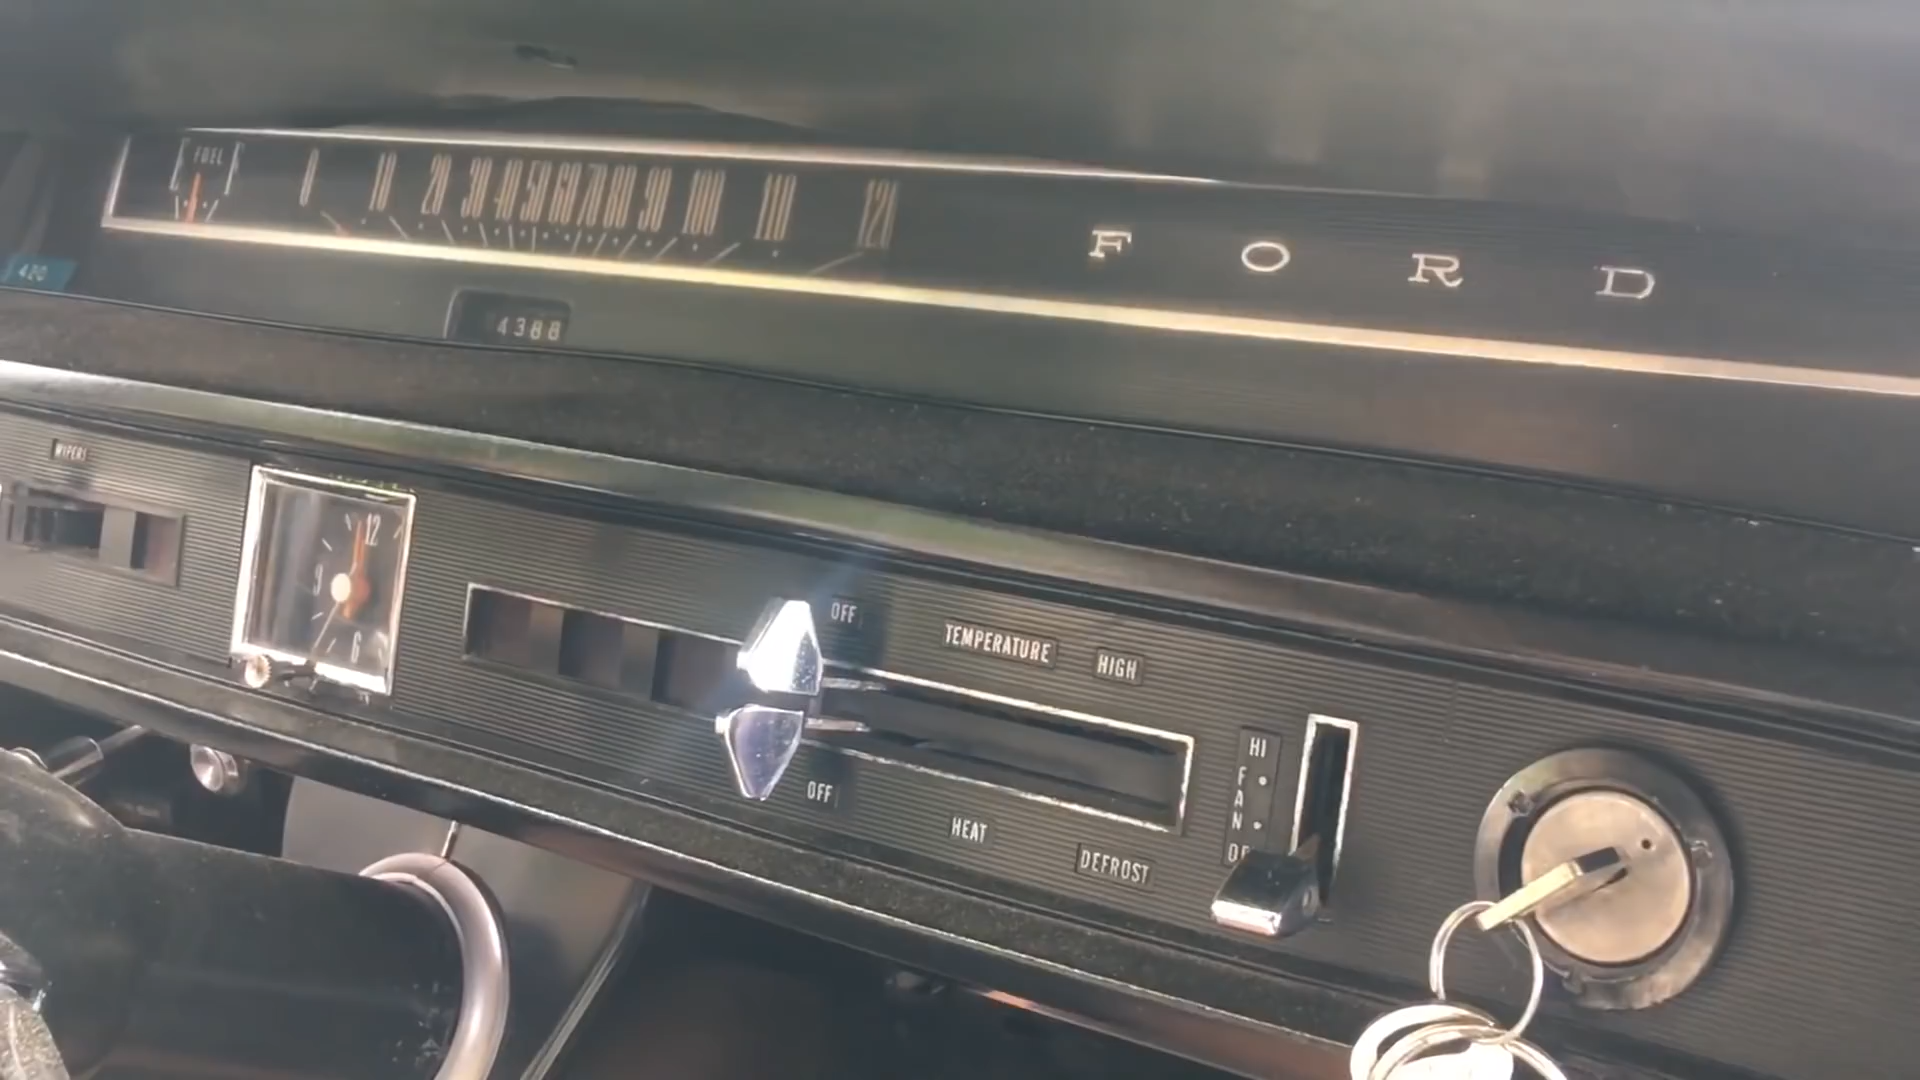 FUEL
0 10 20 30 40 50 60 70 80 90 100 110 120
F O R D
420
4388
WIPERS
12
9
6
OFF
TEMPERATURE
HIGH
HI
FAN
OFF
HEAT
DEFROST